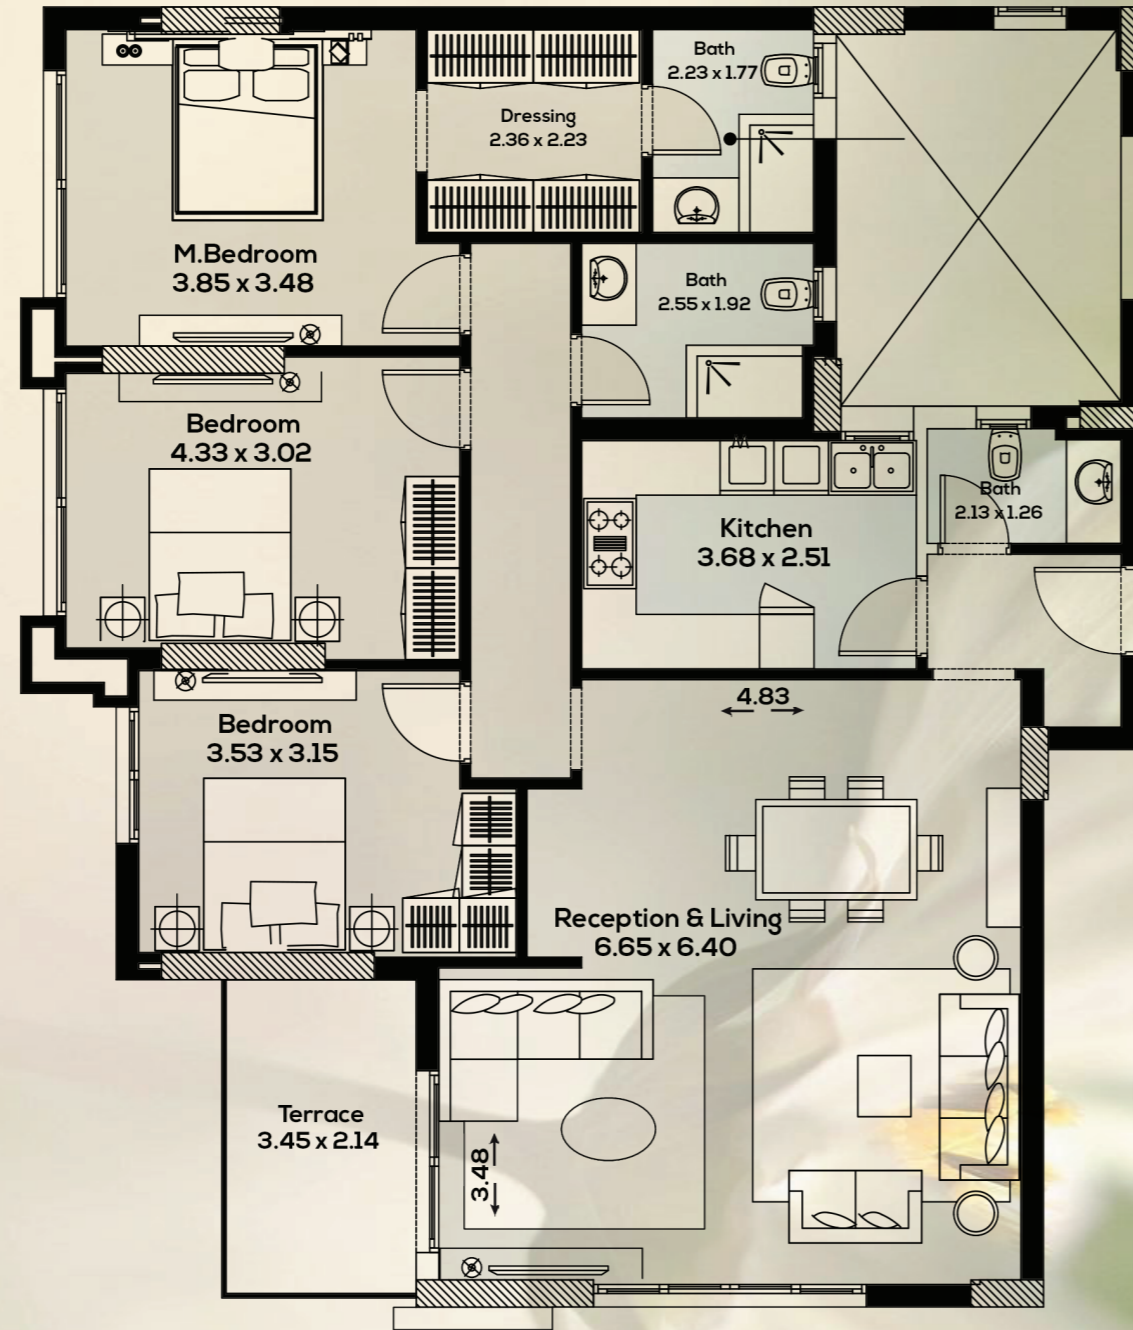 Bath
2.23 x 1.77
Dressing
2.36 x 2.23
M.Bedroom
3.85 x 3.48
Bath
2.55 x 1.92
Bedroom
4.33 x 3.02
Bath
2.13 x 1.26
Kitchen
3.68 x 2.51
4.83
Bedroom
3.53 x 3.15
Reception & Living
6.65 x 6.40
Terrace
3.45 x 2.14
3.48